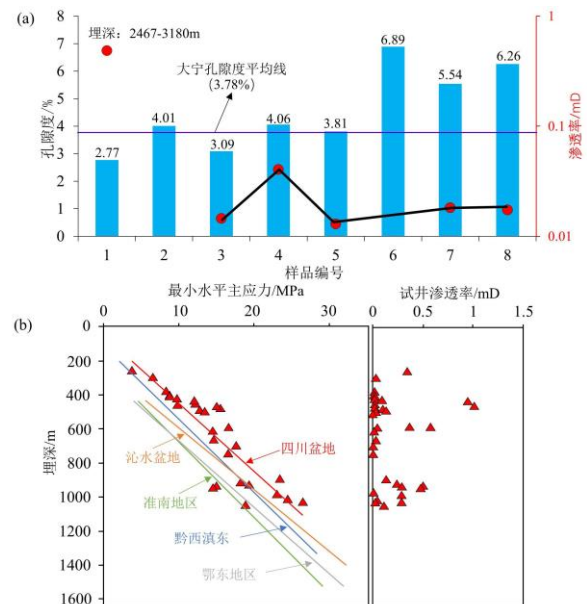 (a)
埋深：2467-3180m
大宁孔隙度平均线
(3.78%)
孔隙度/%
8
7
6
5
4
3
2
1
0
2.77
4.01
3.09
4.06
3.81
6.89
5.54
6.26
1
0.1
0.01
渗透率/mD
1 2 3 4 5 6 7 8
样品编号
(b)
最小水平主应力/MPa
0 10 20 30
试井渗透率/mD
0 0.5 1 1.5
埋深/m
0
200
400
600
800
1000
1200
1400
1600
四川盆地
沁水盆地
淮南地区
黔西滇东
鄂东地区